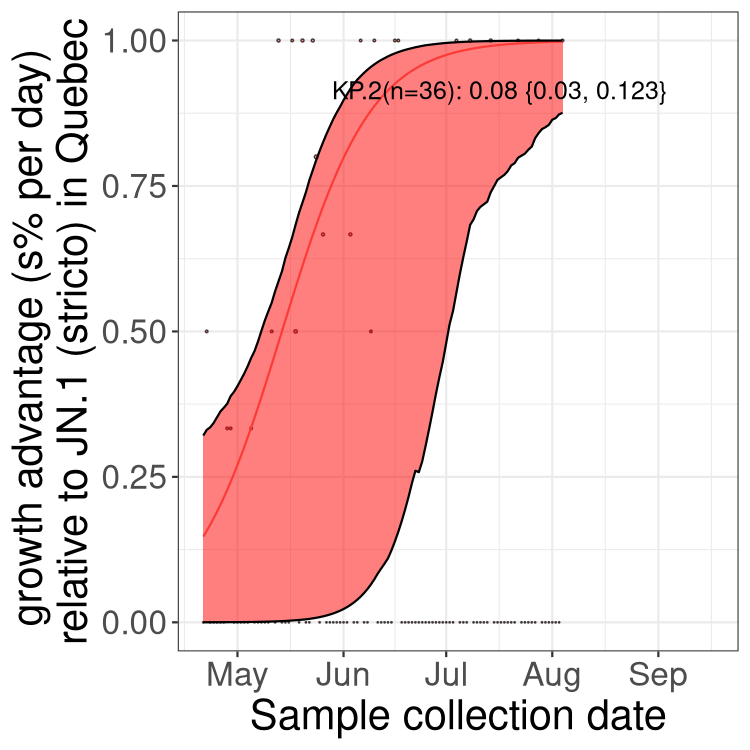 growth advantage (s% per day)
relative to JN.1 (stricto) in Quebec
1.00
0.75
0.50
0.25
0.00
KP.2(n=36): 0.08 {0.03, 0.123}
May Jun Jul Aug Sep
Sample collection date